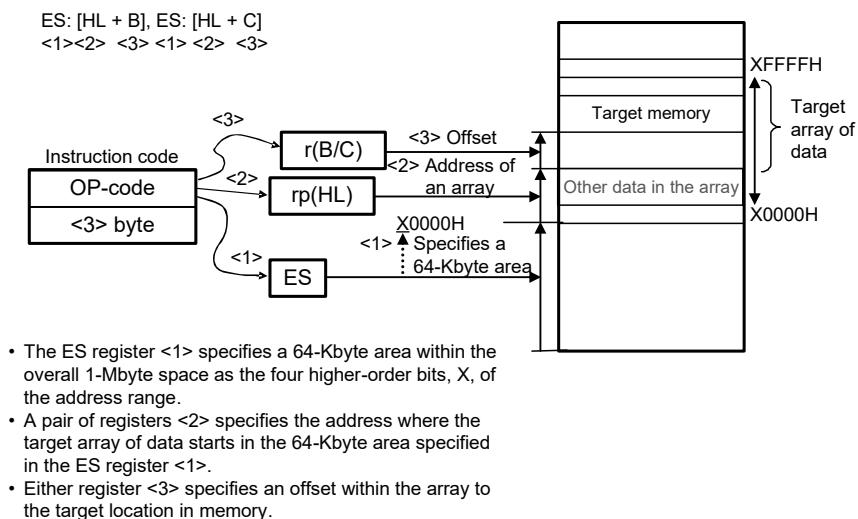 ES: [HL + B], ES: [HL + C]
<1><2> <3> <1> <2> <3>
XFFFFH
Target memory
Target
array of
data
<3>
r(B/C)
<3> Offset
Instruction code
OP-code
<3> byte
<2>
rp(HL)
<2> Address of
an array
Other data in the array
X0000H
X0000H
<1>
<1> Specifies a
64-Kbyte area
ES
• The ES register <1> specifies a 64-Kbyte area within the
overall 1-Mbyte space as the four higher-order bits, X, of
the address range.
• A pair of registers <2> specifies the address where the
target array of data starts in the 64-Kbyte area specified
in the ES register <1>.
• Either register <3> specifies an offset within the array to
the target location in memory.